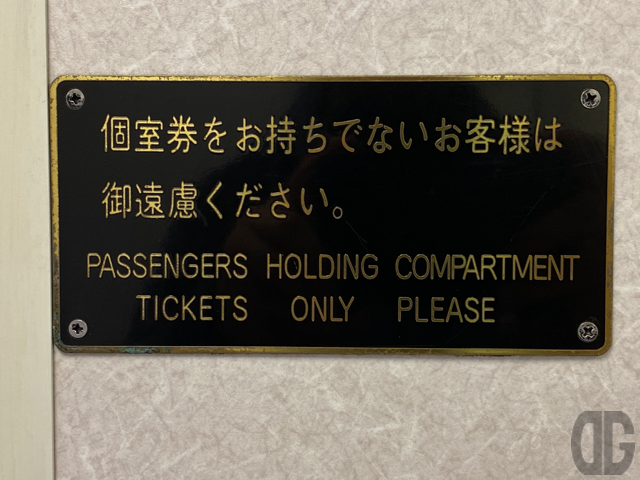 個室券をお持ちでないお客様は
御遠慮ください。
PASSENGERS HOLDING COMPARTMENT
TICKETS ONLY PLEASE
DG